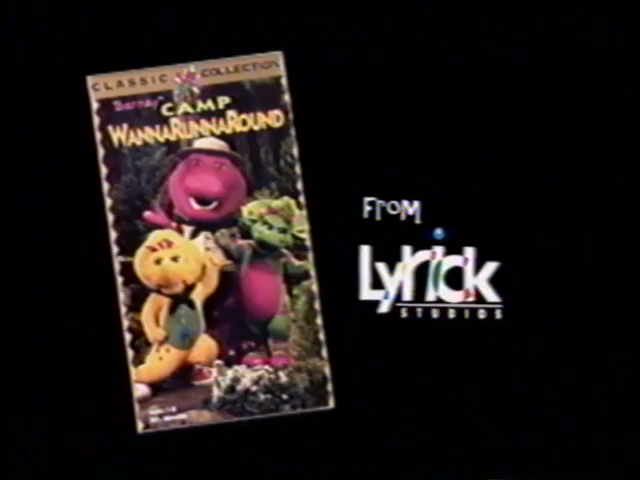 CLASSIC COLLECTION
Barney
CAMP
WANNARUNNAROUND
FROM
Lyrick
STUDIOS